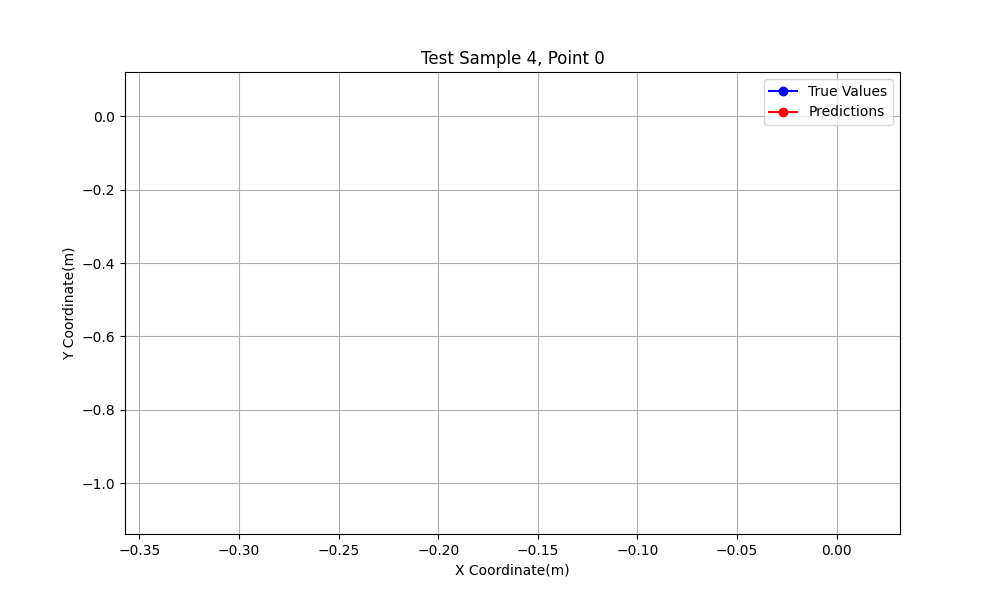 Test Sample 4, Point 0
True Values
Predictions
0.0
−0.2
−0.4
−0.6
−0.8
−1.0
Y Coordinate(m)
−0.35 −0.30 −0.25 −0.20 −0.15 −0.10 −0.05 0.00
X Coordinate(m)